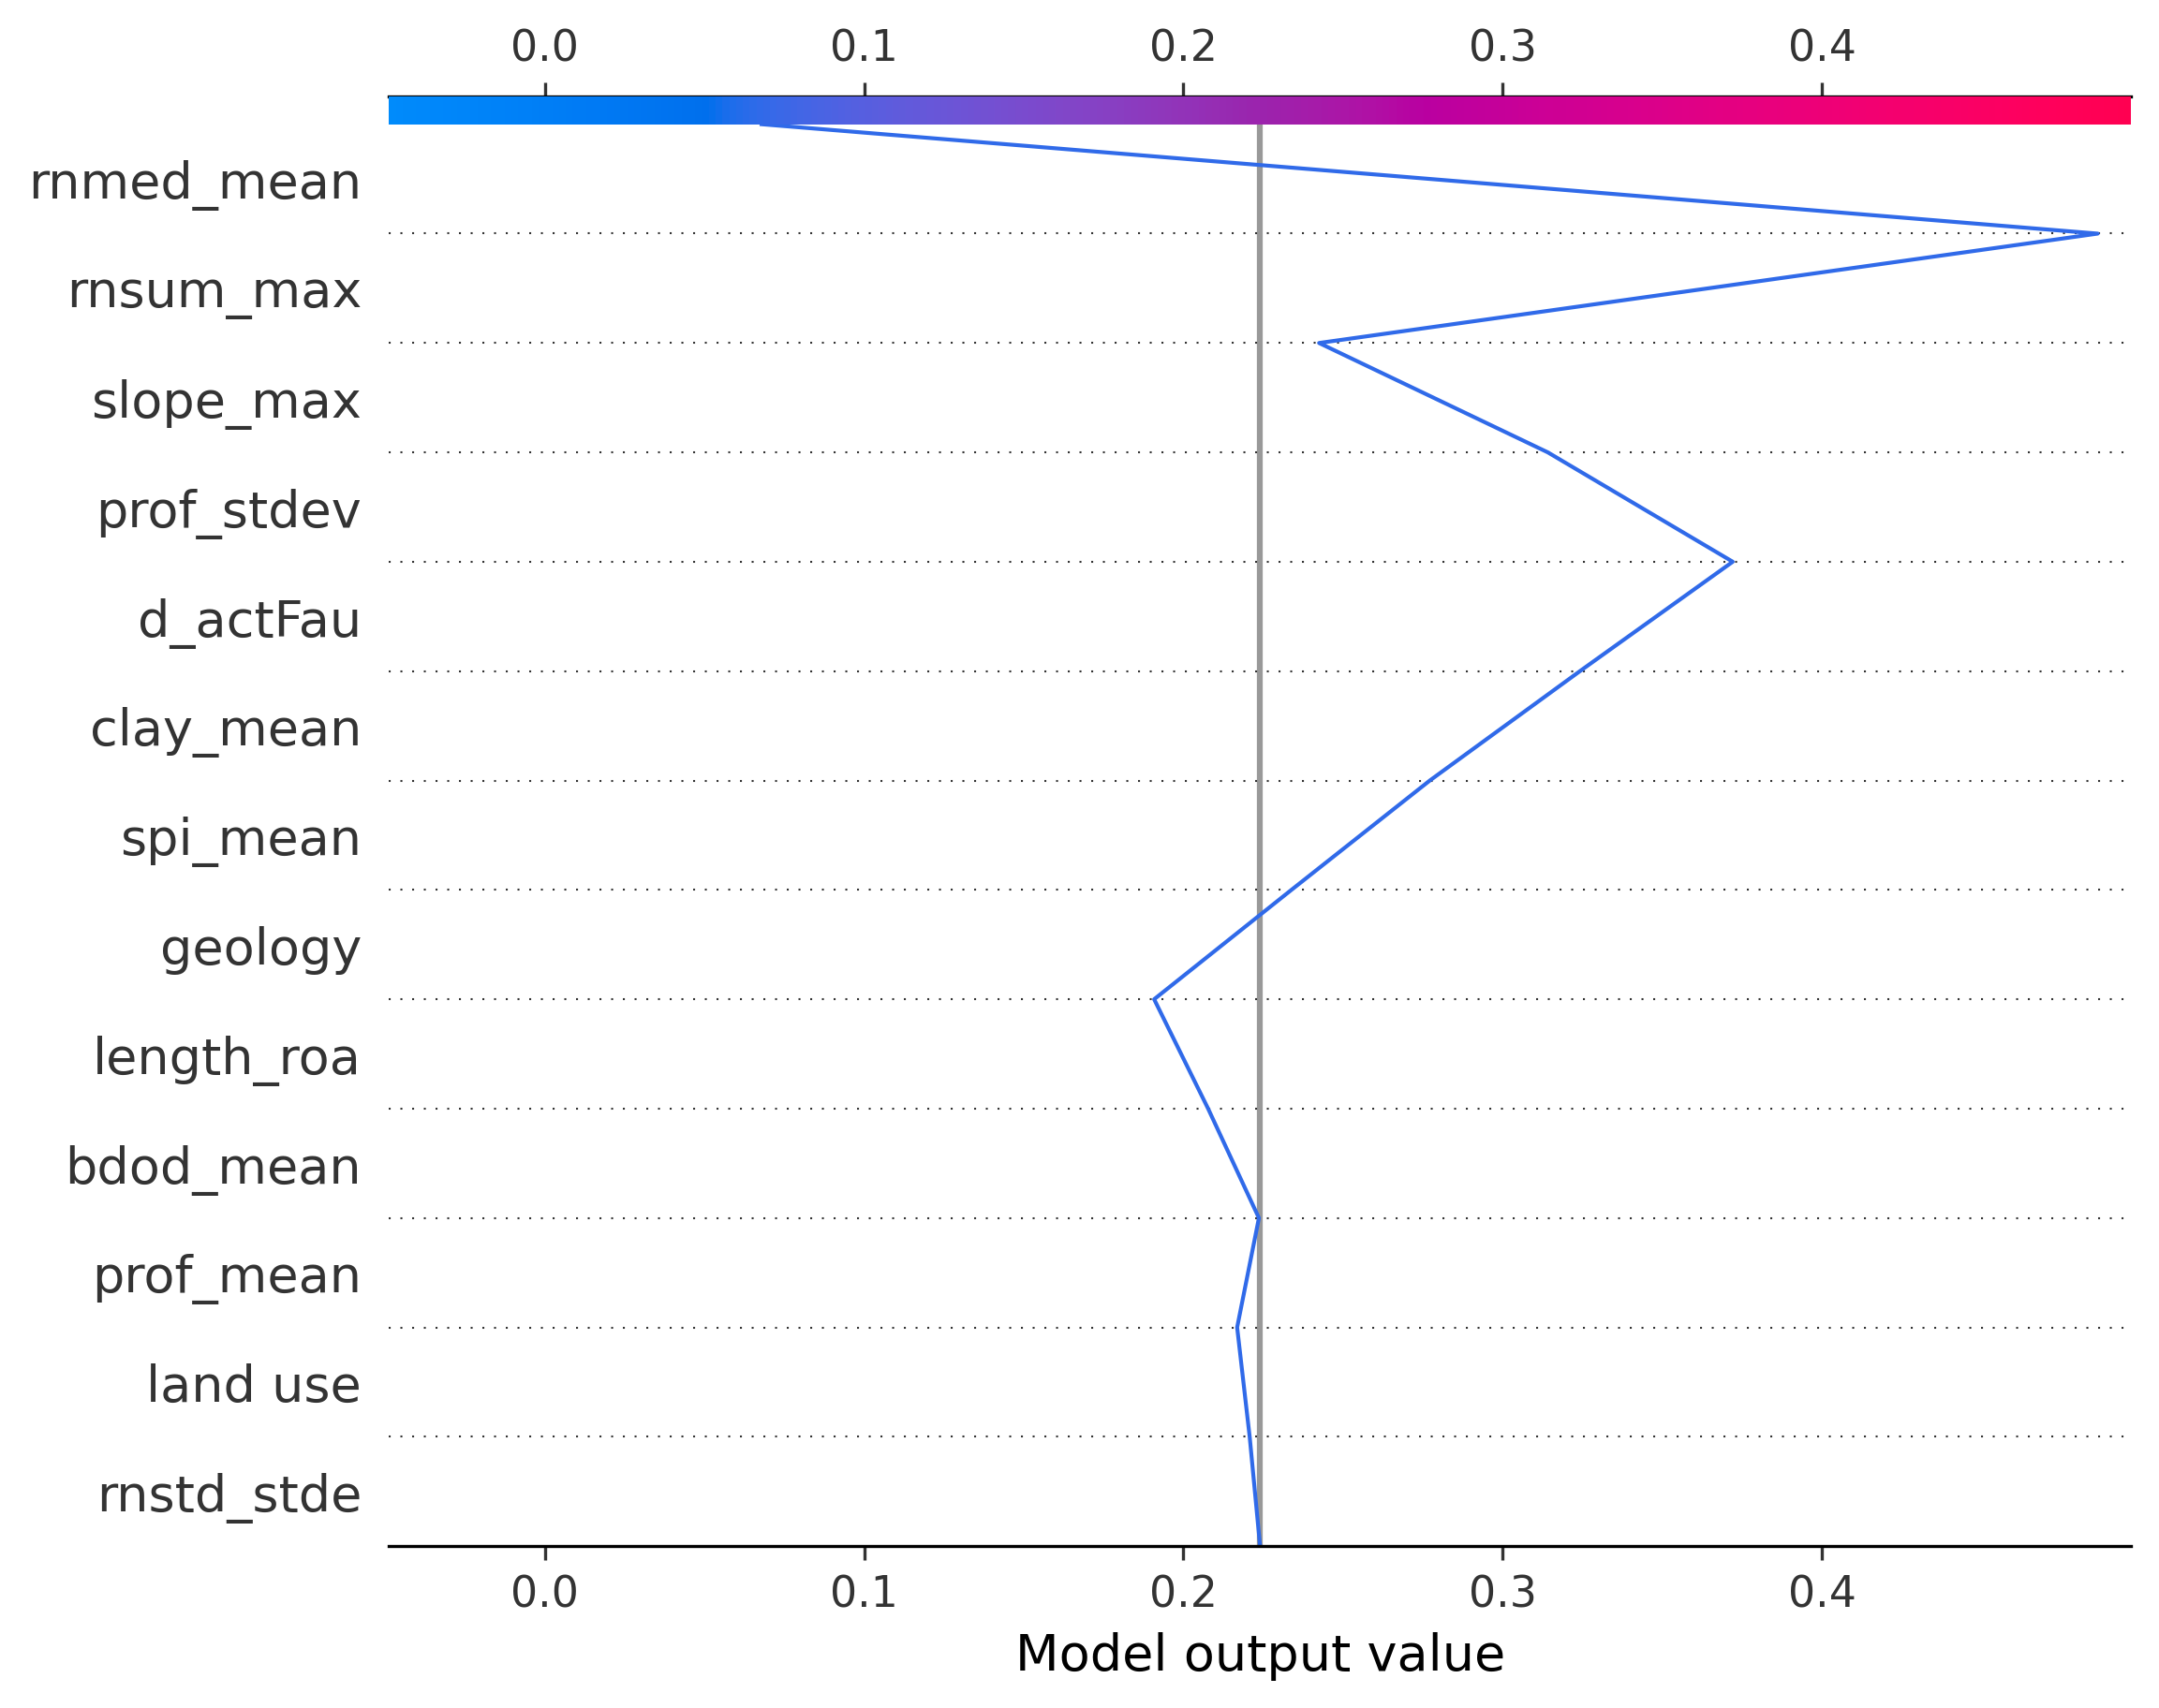 0.0 0.1 0.2 0.3 0.4
rnmed_mean
rnsum_max
slope_max
prof_stdev
d_actFau
clay_mean
spi_mean
geology
length_roa
bdod_mean
prof_mean
land use
rnstd_stde
0.0 0.1 0.2 0.3 0.4
Model output value